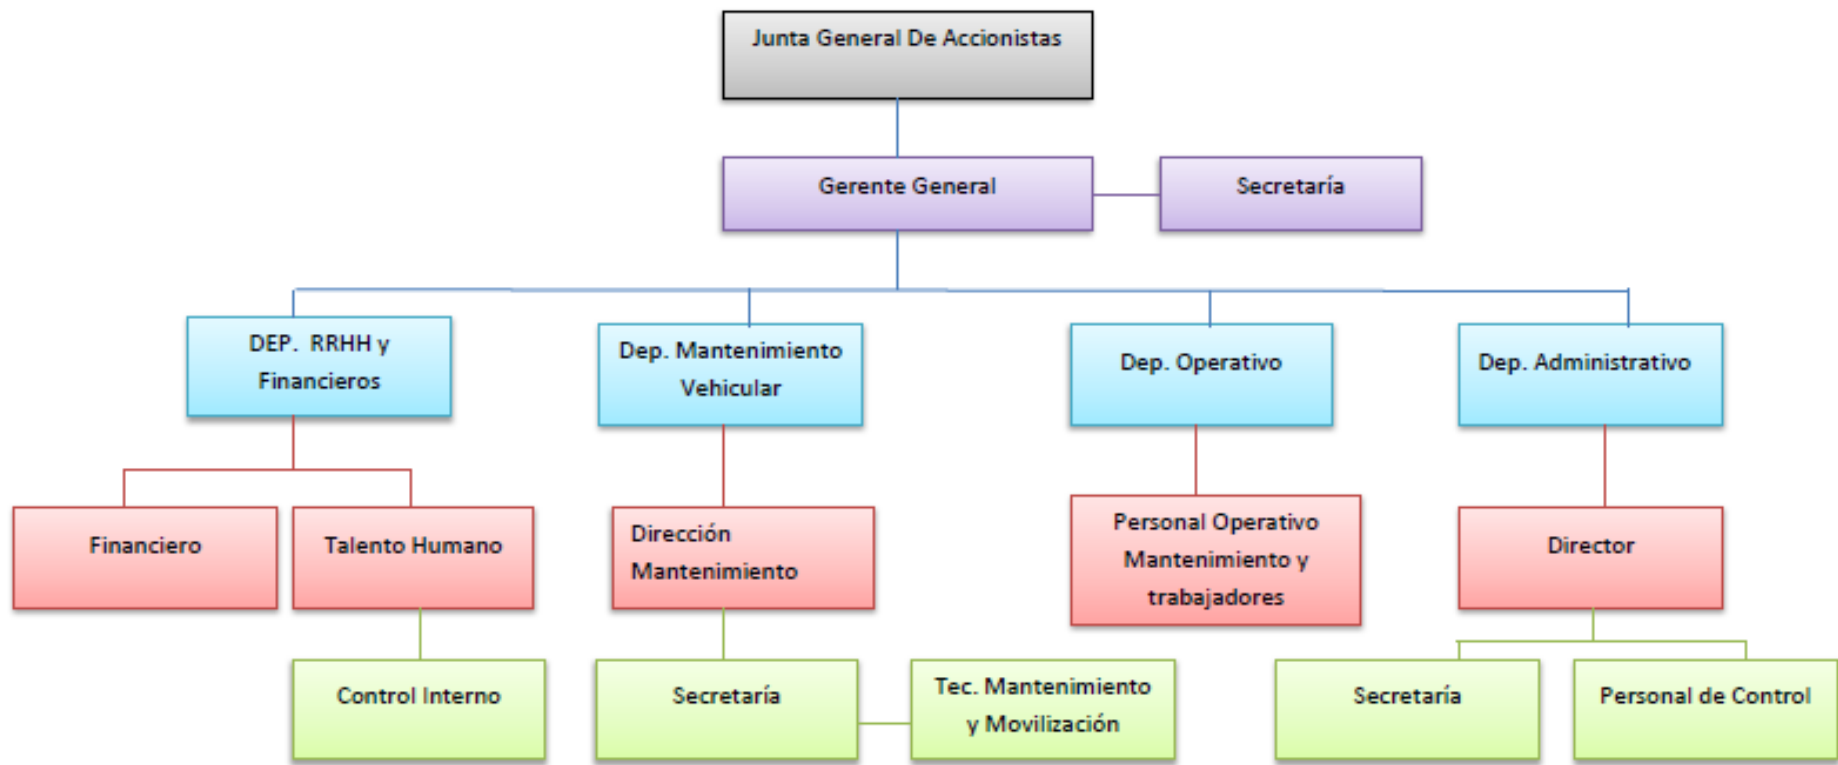 Junta General De Accionistas
Gerente General
Secretaría
DEP. RRHH y
Financieros
Dep. Mantenimiento
Vehicular
Dep. Operativo
Dep. Administrativo
Financiero
Talento Humano
Dirección
Mantenimiento
Personal Operativo
Mantenimiento y
trabajadores
Director
Control Interno
Secretaría
Tec. Mantenimiento
y Movilización
Secretaría
Personal de Control